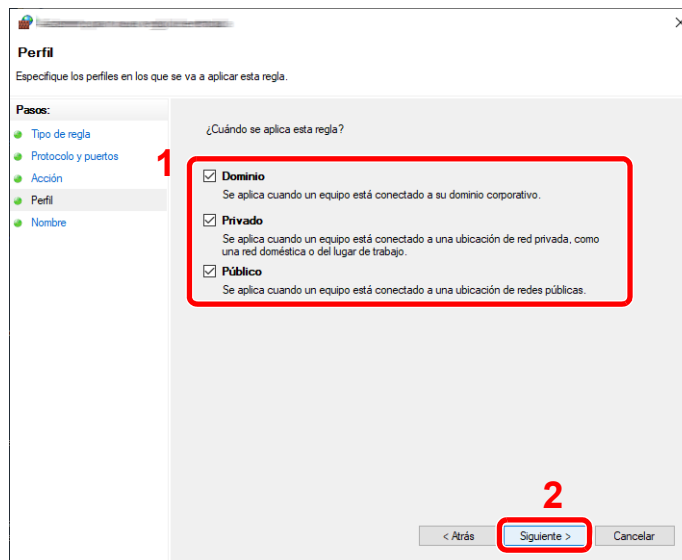 Perfil
Especifique los perfiles en los que se va a aplicar esta regla.
Pasos:
Tipo de regla
Protocolo y puertos
Acción
Perfil
Nombre
¿Cuándo se aplica esta regla?
1
Dominio
Se aplica cuando un equipo está conectado a su dominio corporativo.
Privado
Se aplica cuando un equipo está conectado a una ubicación de red privada, como
una red doméstica o del lugar de trabajo.
Público
Se aplica cuando un equipo está conectado a una ubicación de redes públicas.
2
< Atrás
Siguiente >
Cancelar